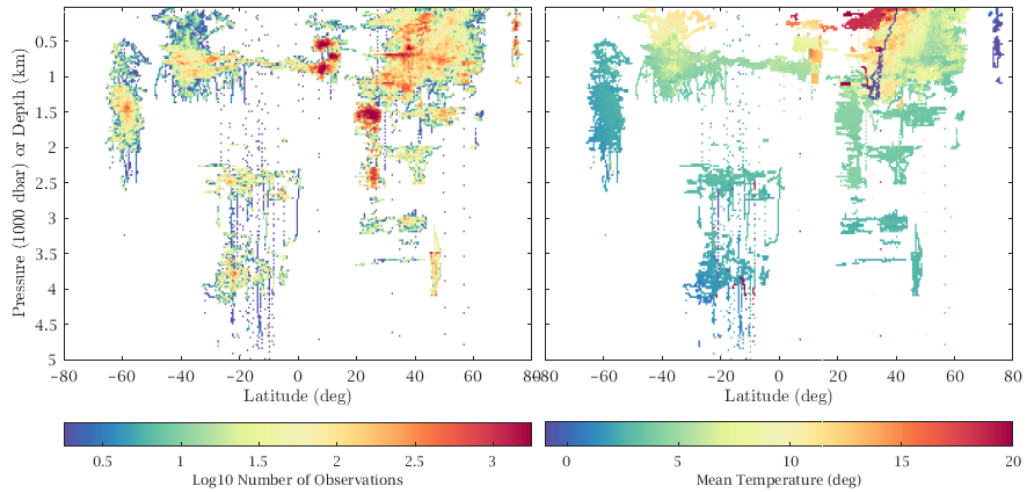 Pressure (1000 dbar) or Depth (km)
0.5
1
1.5
2
2.5
3
3.5
4
4.5
5
−80 −60 −40 −20 0 20 40 60 80
Latitude (deg)
−80 −60 −40 −20 0 20 40 60 80
Latitude (deg)
0.5 1 1.5 2 2.5 3
Log10 Number of Observations
0 5 10 15 20
Mean Temperature (deg)